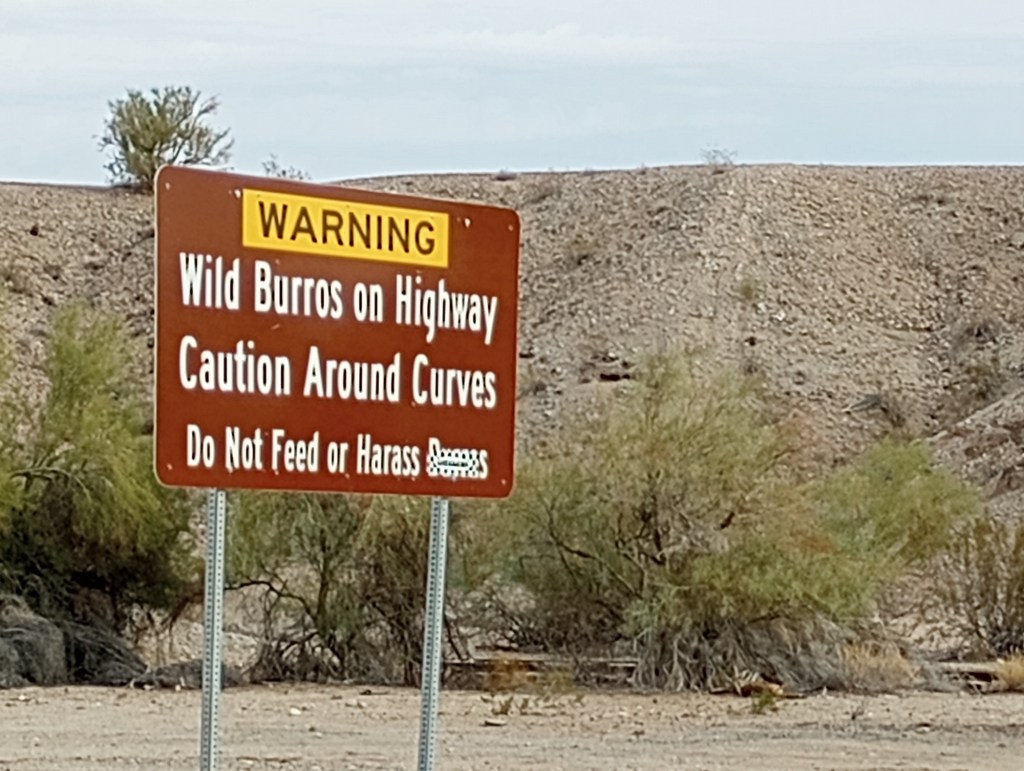 WARNING
Wild Burros on Highway
Caution Around Curves
Do Not Feed or Harass